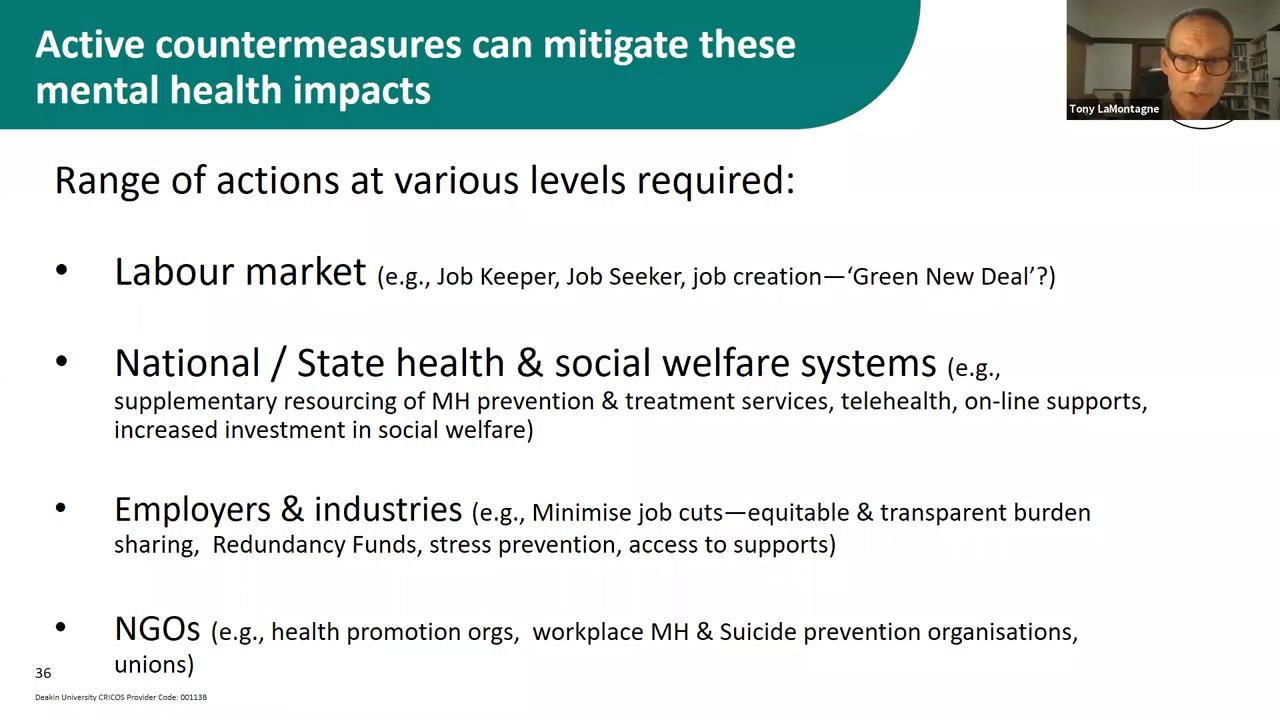 Active countermeasures can mitigate these
mental health impacts
Tony LaMontagne
Range of actions at various levels required:
• Labour market (e.g., Job Keeper, Job Seeker, job creation—‘Green New Deal’?)
• National / State health & social welfare systems (e.g.,
supplementary resourcing of MH prevention & treatment services, telehealth, on-line supports,
increased investment in social welfare)
• Employers & industries (e.g., Minimise job cuts—equitable & transparent burden
sharing,  Redundancy Funds, stress prevention, access to supports)
• NGOs (e.g., health promotion orgs,  workplace MH & Suicide prevention organisations,
unions)
36
Deakin University CRICOS Provider Code: 00113B